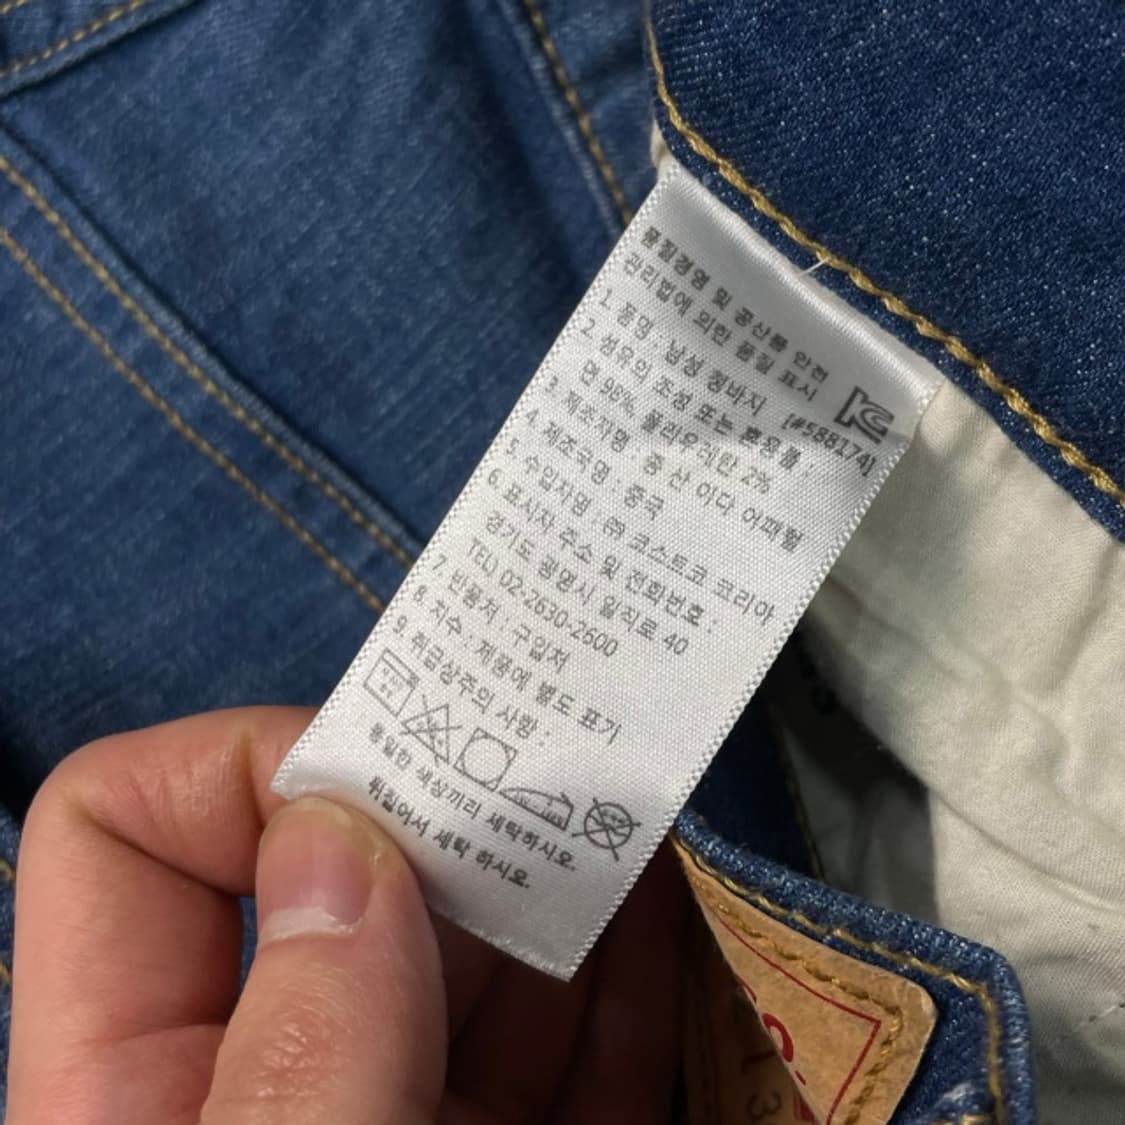 품질경영 및 공산품 안전
관리법에 의한 품질 표시
1. 품명 : 남성 청바지 [#588174]
2. 섬유의 조성 또는 혼용률 :
면 98%, 폴리우레탄 2%
3. 제조자명 : 중 산 이다 어패럴
4. 제조국명 : 중국
5. 수입자명 : ㈜ 코스트코 코리아
6. 표시자 주소 및 전화번호 :
경기도 광명시 일직로 40
TEL) 02-2630-2600
7. 반품처 : 구입처
8. 치수 : 제품에 별도 표기
9. 취급상주의 사항 :
동일한 색상끼리 세탁하시오.
뒤집어서 세탁 하시오.